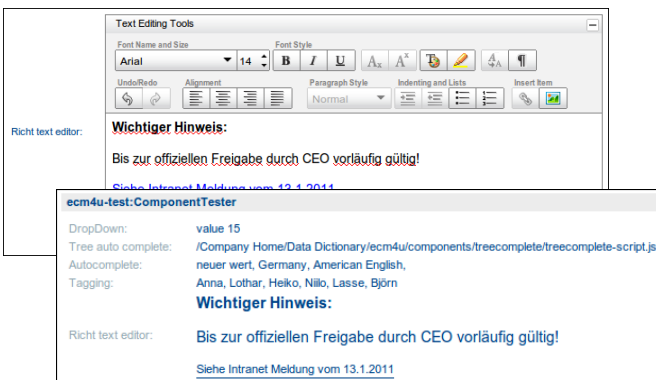 Text Editing Tools
Font Name and Size Font Style
Arial 14 B I U
Undo/Redo Alignment Paragraph Style Indenting and Lists Insert Item
Normal
Richt text editor:
Wichtiger Hinweis:
Bis zur offiziellen Freigabe durch CEO vorläufig gültig!
Siehe Intranet Meldung vom 13.1.2011
ecm4u-test:ComponentTester
DropDown: value 15
Tree auto complete: /Company Home/Data Dictionary/ecm4u/components/treecomplete/treecomplete-script.js
Autocomplete: neuer wert, Germany, American English,
Tagging: Anna, Lothar, Heiko, Niilo, Lasse, Björn
Wichtiger Hinweis:
Richt text editor: Bis zur offiziellen Freigabe durch CEO vorläufig gültig!
Siehe Intranet Meldung vom 13.1.2011